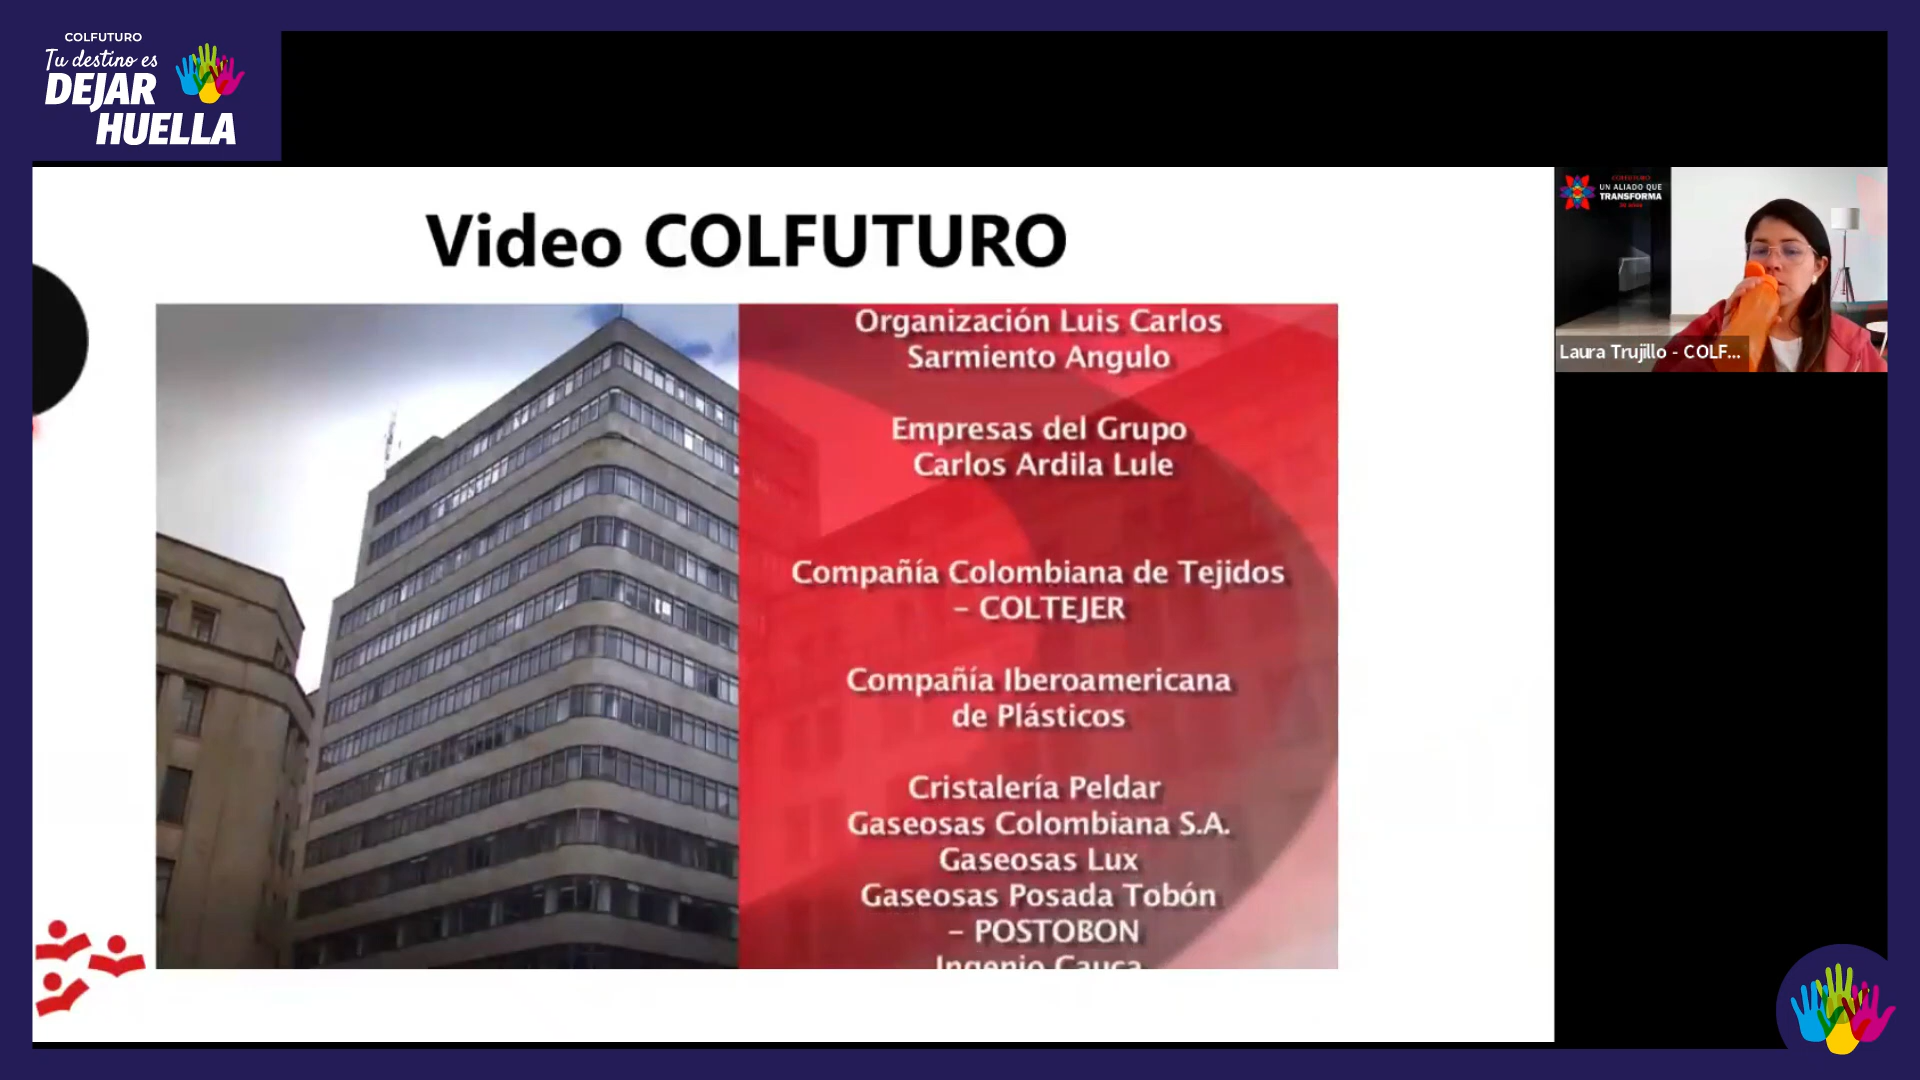 COLFUTURO
Tu destino es
DEJAR
HUELLA
Video COLFUTURO
Organización Luis Carlos
Sarmiento Angulo
Empresas del Grupo
Carlos Ardila Lule
Compañía Colombiana de Tejidos
– COLTEJER
Compañía Iberoamericana
de Plásticos
Cristalería Peldar
Gaseosas Colombiana S.A.
Gaseosas Lux
Gaseosas Posada Tobón
– POSTOBON
Ingenio Cauca
UN ALIADO QUE
TRANSFORMA
Laura Trujillo - COLF...